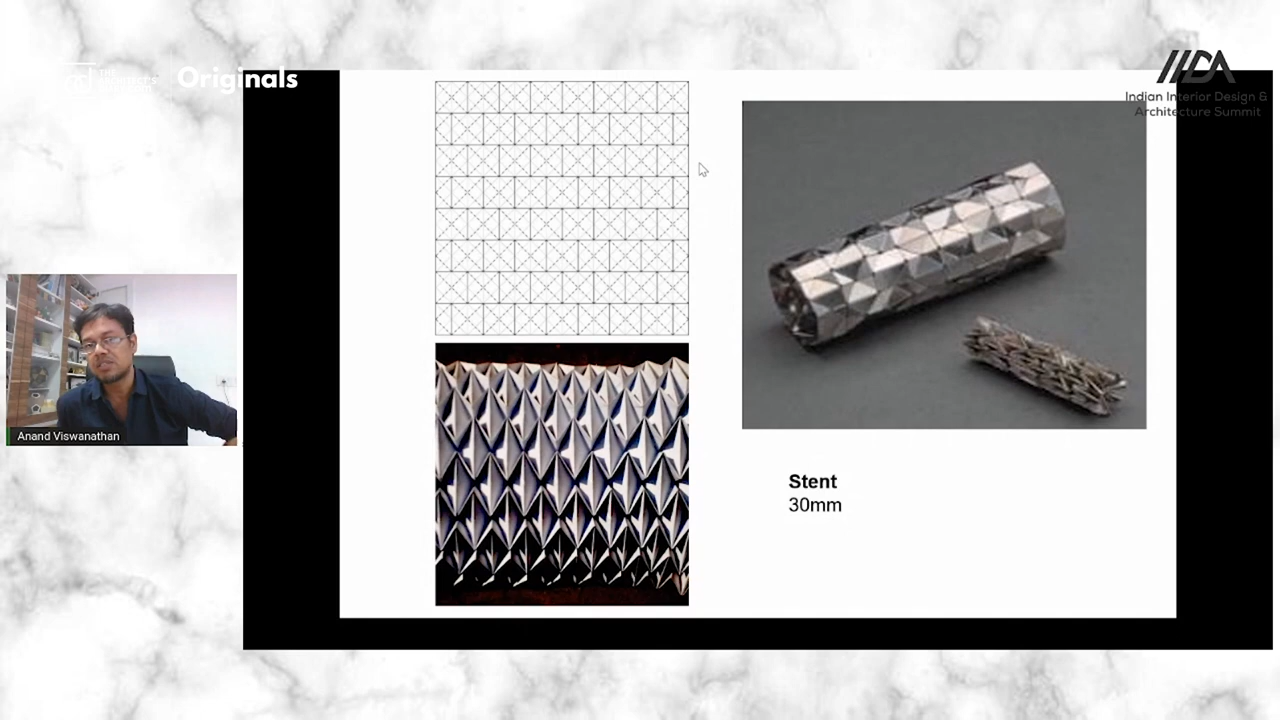 Originals
IIDA
Indian Interior Design &
Architecture Summit
Anand Viswanathan
Stent
30mm